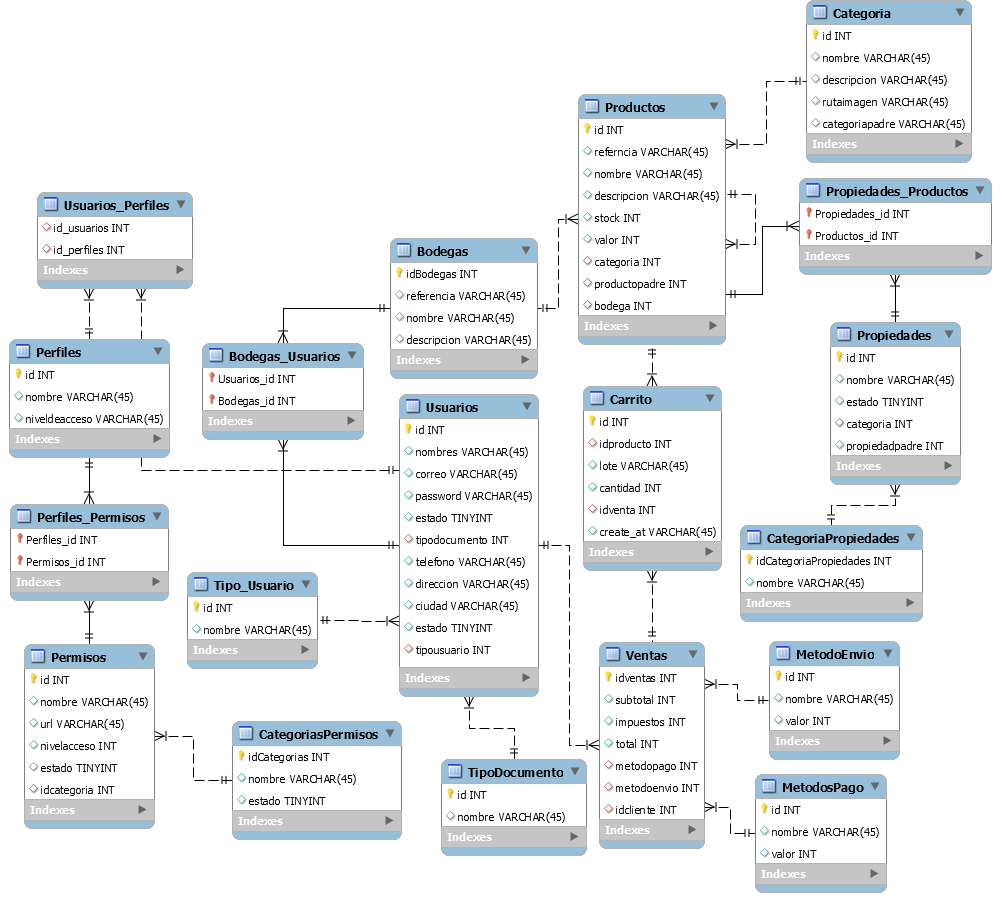 Categoria
id INT
nombre VARCHAR(45)
descripcion VARCHAR(45)
rutaimagen VARCHAR(45)
categoriapadre VARCHAR(45)
Indexes
Productos
id INT
referncia VARCHAR(45)
nombre VARCHAR(45)
descripcion VARCHAR(45)
stock INT
valor INT
categoria INT
productopadre INT
bodega INT
Indexes
Propiedades_Productos
Propiedades_id INT
Productos_id INT
Indexes
Usuarios_Perfiles
id_usuarios INT
id_perfiles INT
Indexes
Bodegas
idBodegas INT
referencia VARCHAR(45)
nombre VARCHAR(45)
descripcion VARCHAR(45)
Indexes
Perfiles
id INT
nombre VARCHAR(45)
niveldeacceso VARCHAR(45)
Indexes
Bodegas_Usuarios
Usuarios_id INT
Bodegas_id INT
Indexes
Propiedades
id INT
nombre VARCHAR(45)
estado TINYINT
categoria INT
propiedadpadre INT
Indexes
Usuarios
id INT
nombres VARCHAR(45)
correo VARCHAR(45)
password VARCHAR(45)
estado TINYINT
tipodocumento INT
telefono VARCHAR(45)
direccion VARCHAR(45)
ciudad VARCHAR(45)
estado TINYINT
tipousuario INT
Indexes
Carrito
id INT
idproducto INT
lote VARCHAR(45)
cantidad INT
idventa INT
create_at VARCHAR(45)
Indexes
Perfiles_Permisos
Perfiles_id INT
Permisos_id INT
Indexes
CategoriaPropiedades
idCategoriaPropiedades INT
nombre VARCHAR(45)
Indexes
Tipo_Usuario
id INT
nombre VARCHAR(45)
Indexes
Permisos
id INT
nombre VARCHAR(45)
url VARCHAR(45)
nivelacceso INT
estado TINYINT
idcategoria INT
Indexes
Ventas
idventas INT
subtotal INT
impuestos INT
total INT
metodopago INT
metodoenvio INT
idcliente INT
Indexes
MetodoEnvio
id INT
nombre VARCHAR(45)
valor INT
Indexes
CategoriasPermisos
idCategorias INT
nombre VARCHAR(45)
estado TINYINT
Indexes
TipoDocumento
id INT
nombre VARCHAR(45)
Indexes
MetodosPago
id INT
nombre VARCHAR(45)
valor INT
Indexes